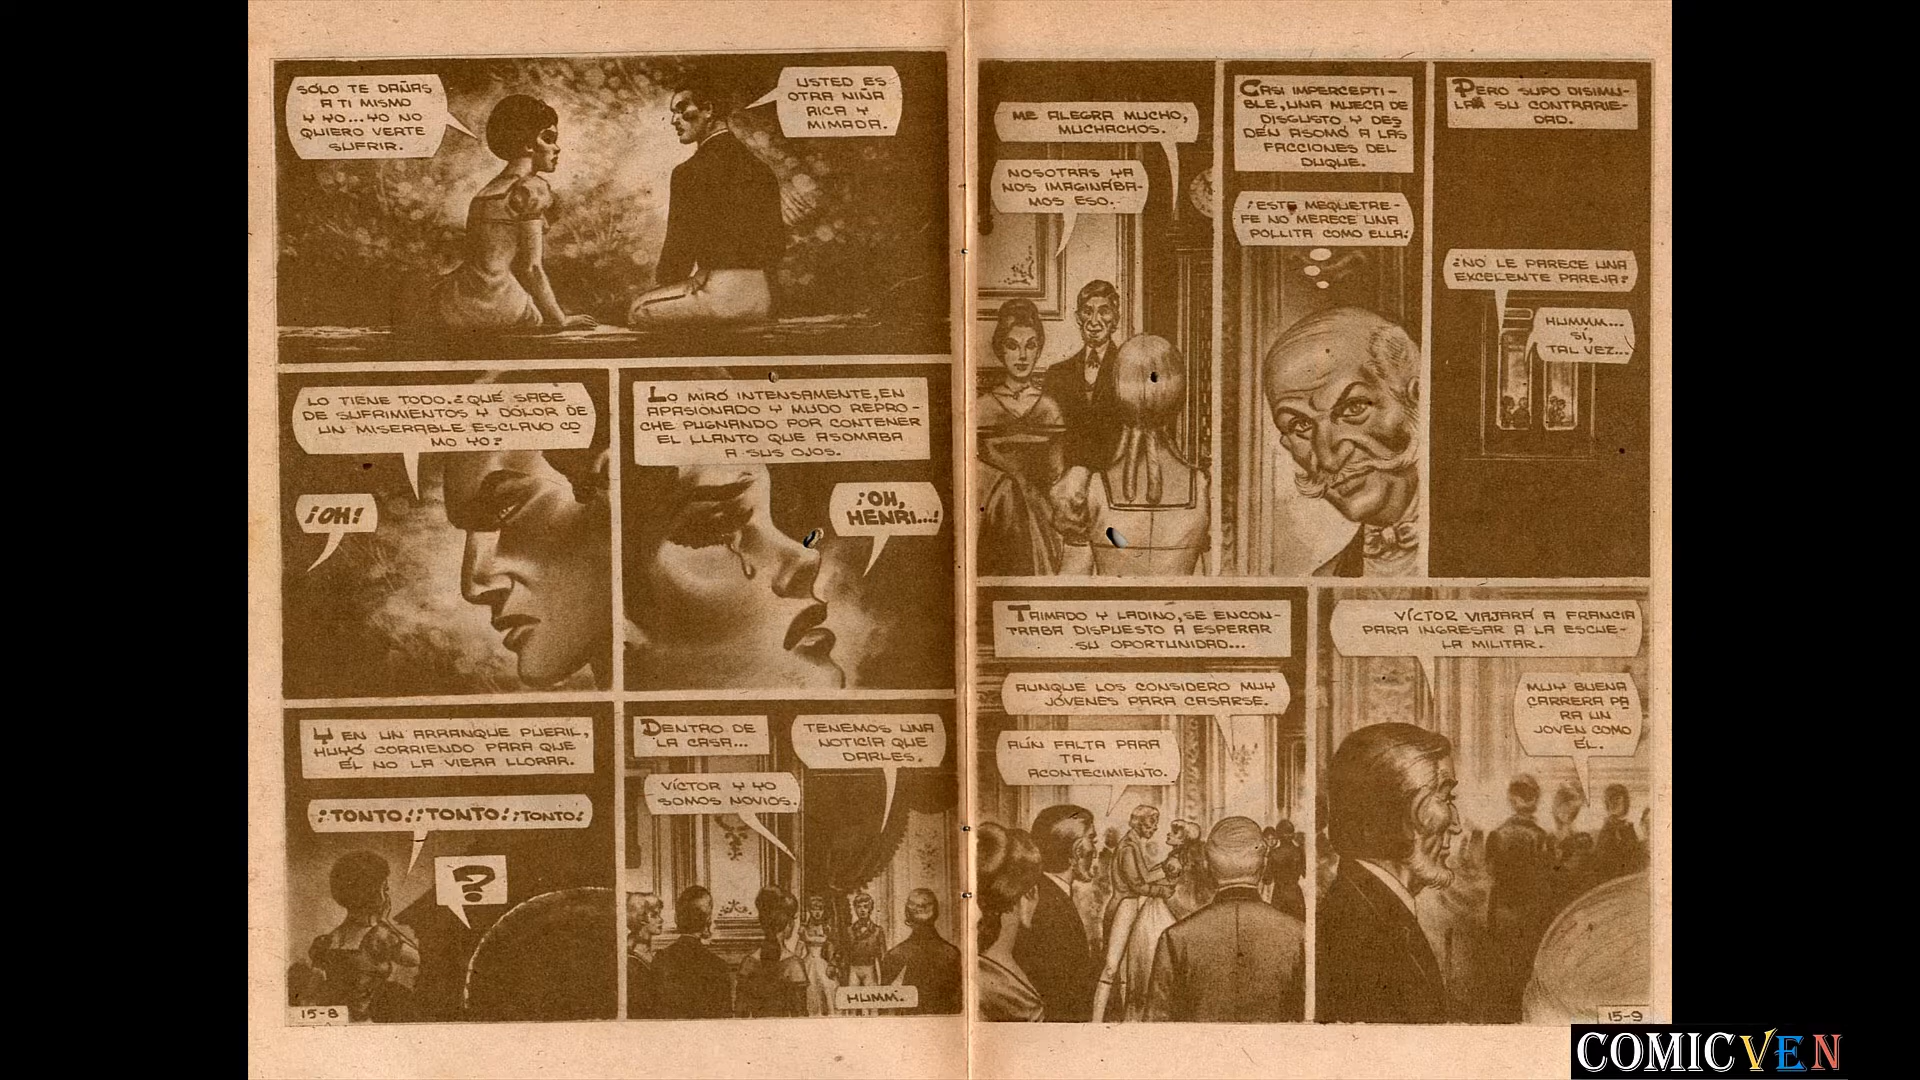 SÓLO TE DAÑAS
A TI MISMO
Y YO...YO NO
QUIERO VERTE
SUFRIR.
USTED ES
OTRA NIÑA
RICA Y
MIMADA.
LO TIENE TODO.¿QUÉ SABE
DE SUFRIMIENTOS Y DOLOR DE
UN MISERABLE ESCLAVO CO
MO YO?
¡OH!
LO MIRÓ INTENSAMENTE,EN
APASIONADO Y MUDO REPRO-
CHE PUGNANDO POR CONTENER
EL LLANTO QUE ASOMABA
A SUS OJOS.
¡OH,
HENRI...!
Y EN UN ARRANQUE PUERIL,
HUYÓ CORRIENDO PARA QUE
ÉL NO LA VIERA LLORAR.
¡TONTO!¡TONTO!¡TONTO!
?
DENTRO DE
LA CASA...
TENEMOS UNA
NOTICIA QUE
DARLES.
VÍCTOR Y YO
SOMOS NOVIOS.
HUMM.
15-8
ME ALEGRA MUCHO,
MUCHACHOS.
NOSOTRAS YA
NOS IMAGINÁBA-
MOS ESO.
CASI IMPERCEPTI-
BLE,UNA MUECA DE
DISGUSTO Y DES
DÉN ASOMÓ A LAS
FACCIONES DEL
DUQUE.
¡ESTE MEQUETRE-
FE NO MERECE UNA
POLLITA COMO ELLA!
PERO SUPO DISIMU-
LAR SU CONTRARIE-
DAD.
¿NO LE PARECE UNA
EXCELENTE PAREJA?
HUMMM...
SÍ,
TAL VEZ...
TAIMADO Y LADINO,SE ENCON-
TRABA DISPUESTO A ESPERAR
SU OPORTUNIDAD...
AUNQUE LOS CONSIDERO MUY
JÓVENES PARA CASARSE.
AÚN FALTA PARA
TAL
ACONTECIMIENTO.
VÍCTOR VIAJARÁ A FRANCIA
PARA INGRESAR A LA ESCUE-
LA MILITAR.
MUY BUENA
CARRERA PA
RA UN
JOVEN COMO
ÉL.
15-9
COMICVEN